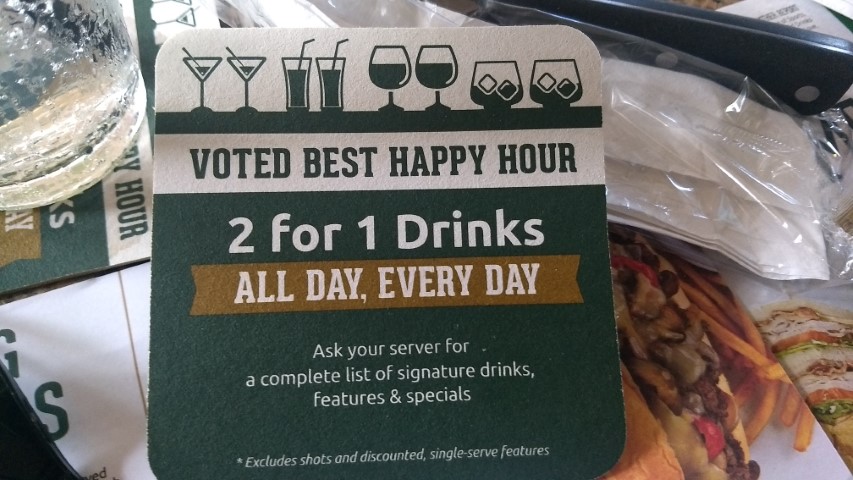 VOTED BEST HAPPY HOUR
2 for 1 Drinks
ALL DAY, EVERY DAY
Ask your server for
a complete list of signature drinks,
features & specials
* Excludes shots and discounted, single-serve features
HOUR